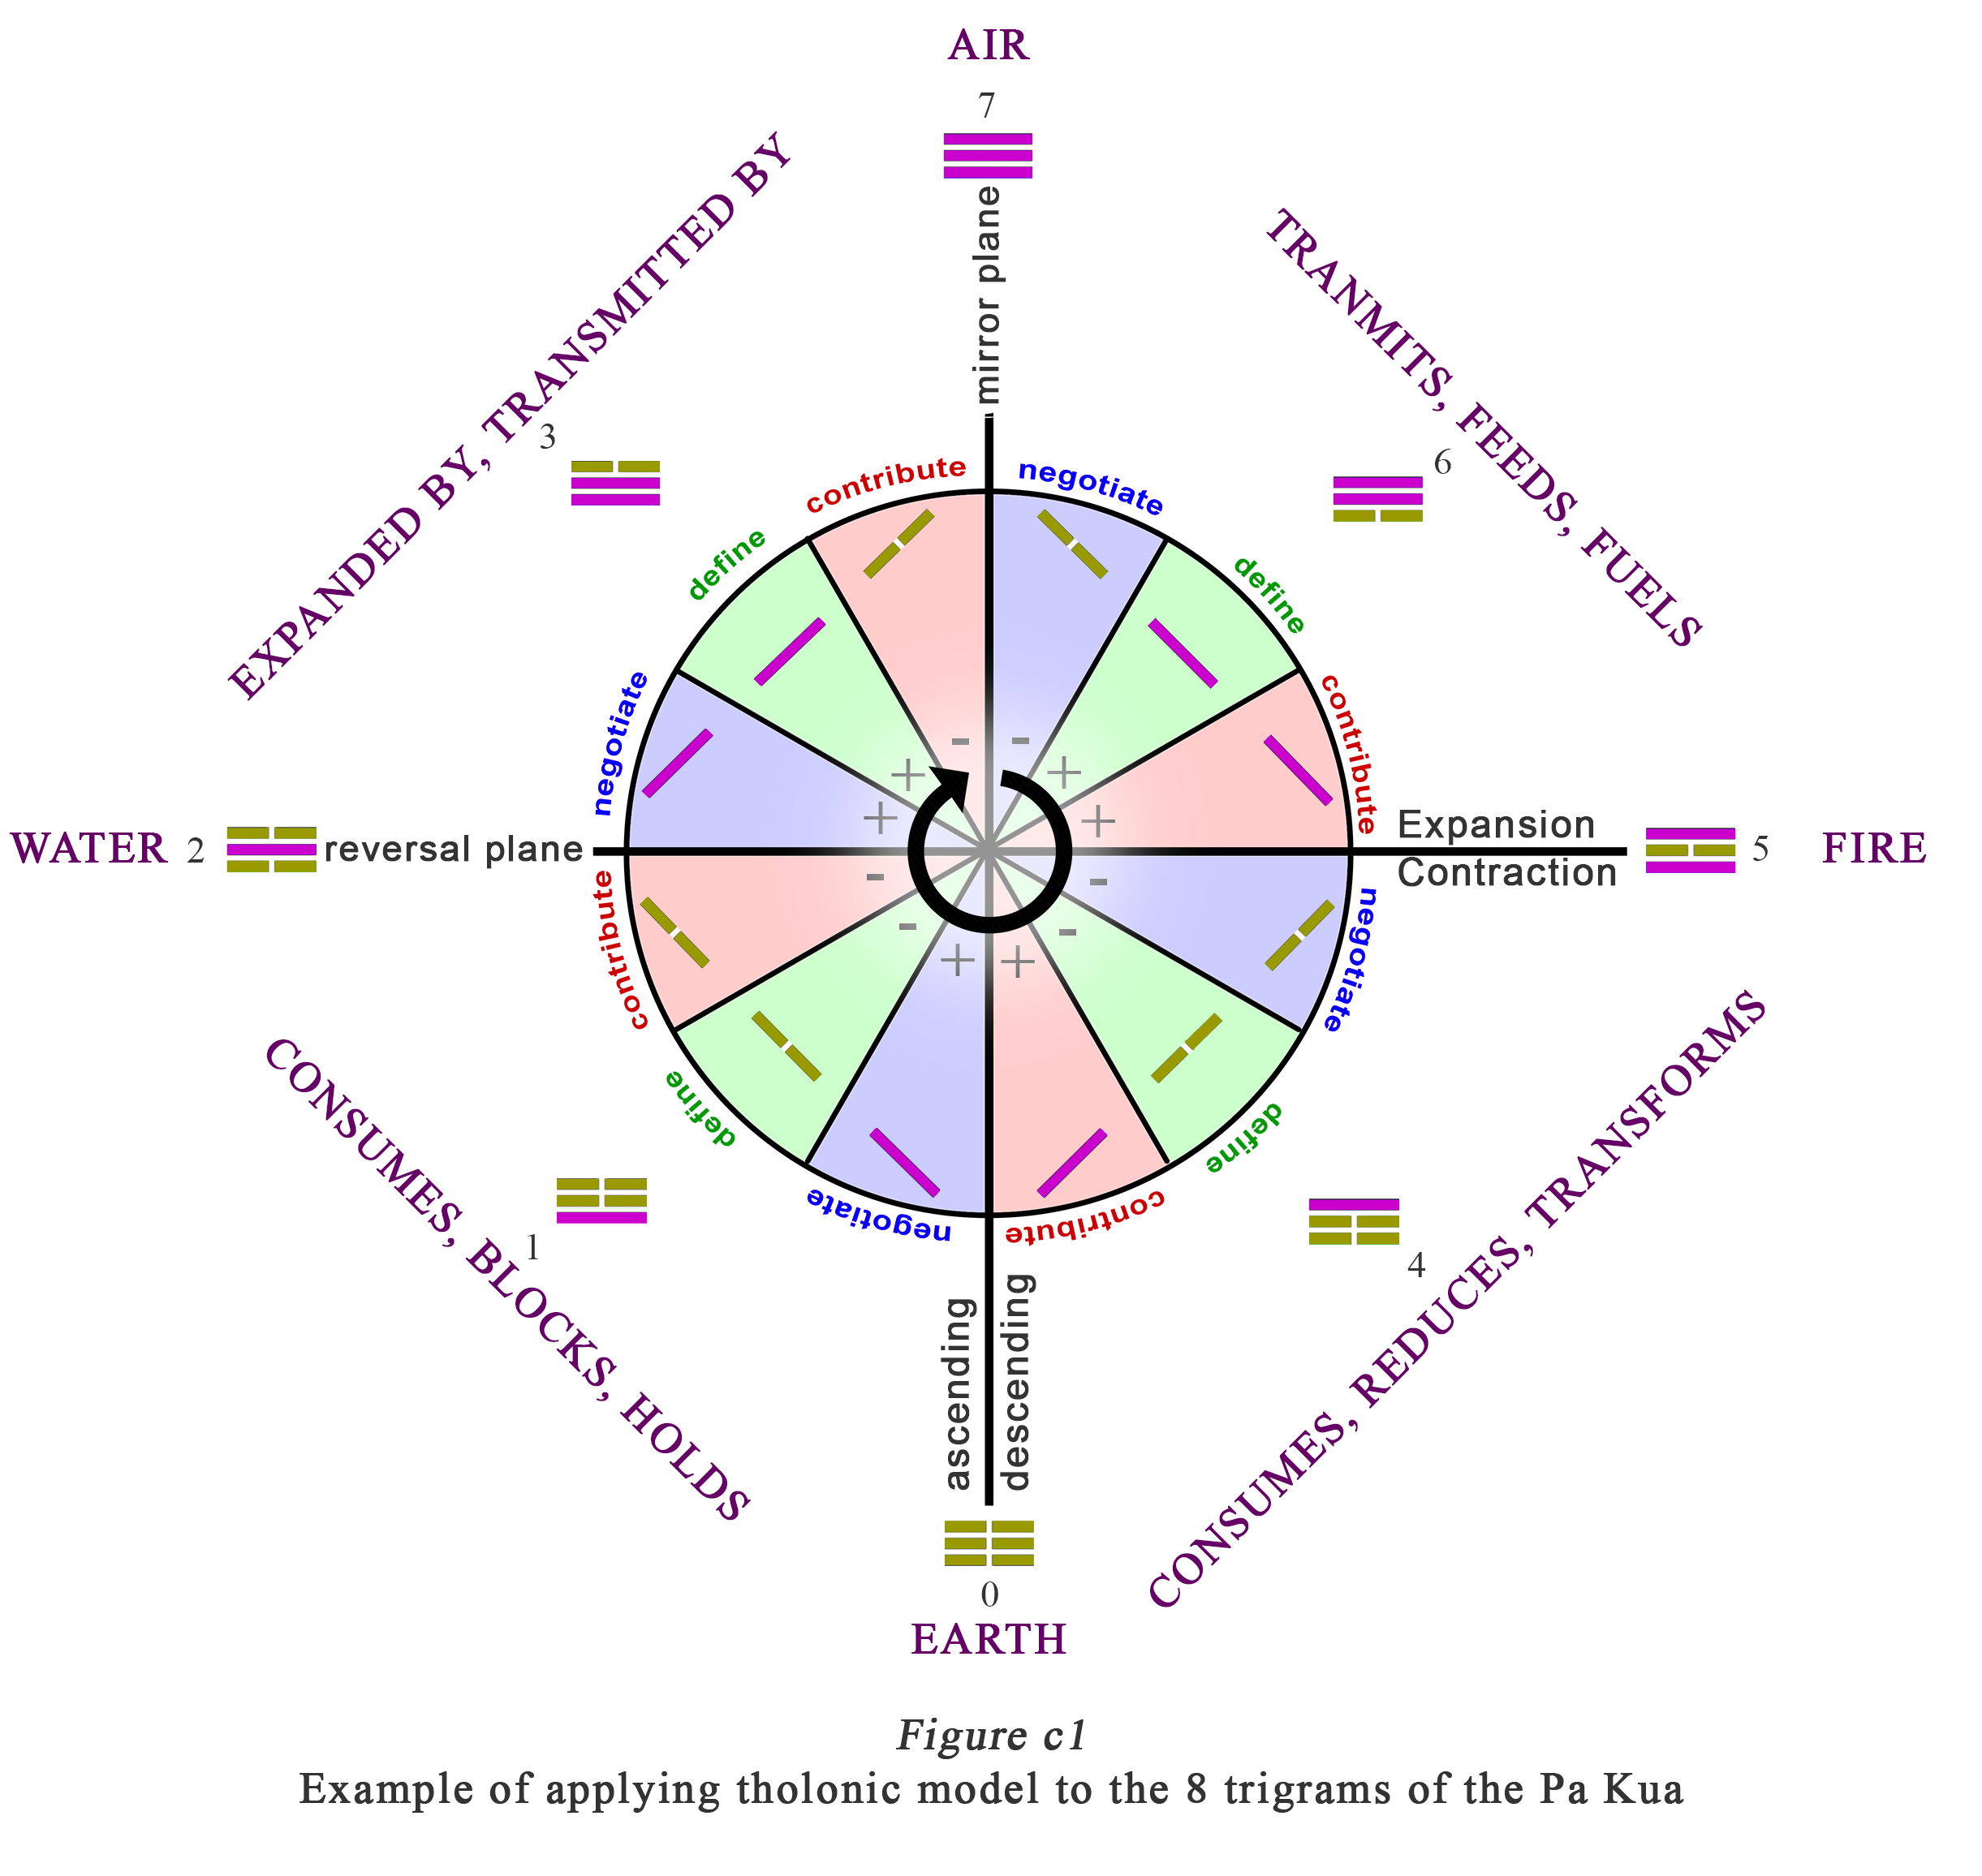 AIR
7
mirror plane
EXPANDED BY, TRANSMITTED BY
TRANMITS, FEEDS, FUELS
3
6
contribute
negotiate
define
define
negotiate
contribute
- -
+ +
+ +
WATER
2
reversal plane
Expansion
Contraction
5
FIRE
- -
- -
+ +
contribute
negotiate
define
define
negotiate
contribute
CONSUMES, BLOCKS, HOLDS
CONSUMES, REDUCES, TRANSFORMS
1
4
ascending
descending
0
EARTH
Figure c1
Example of applying tholonic model to the 8 trigrams of the Pa Kua